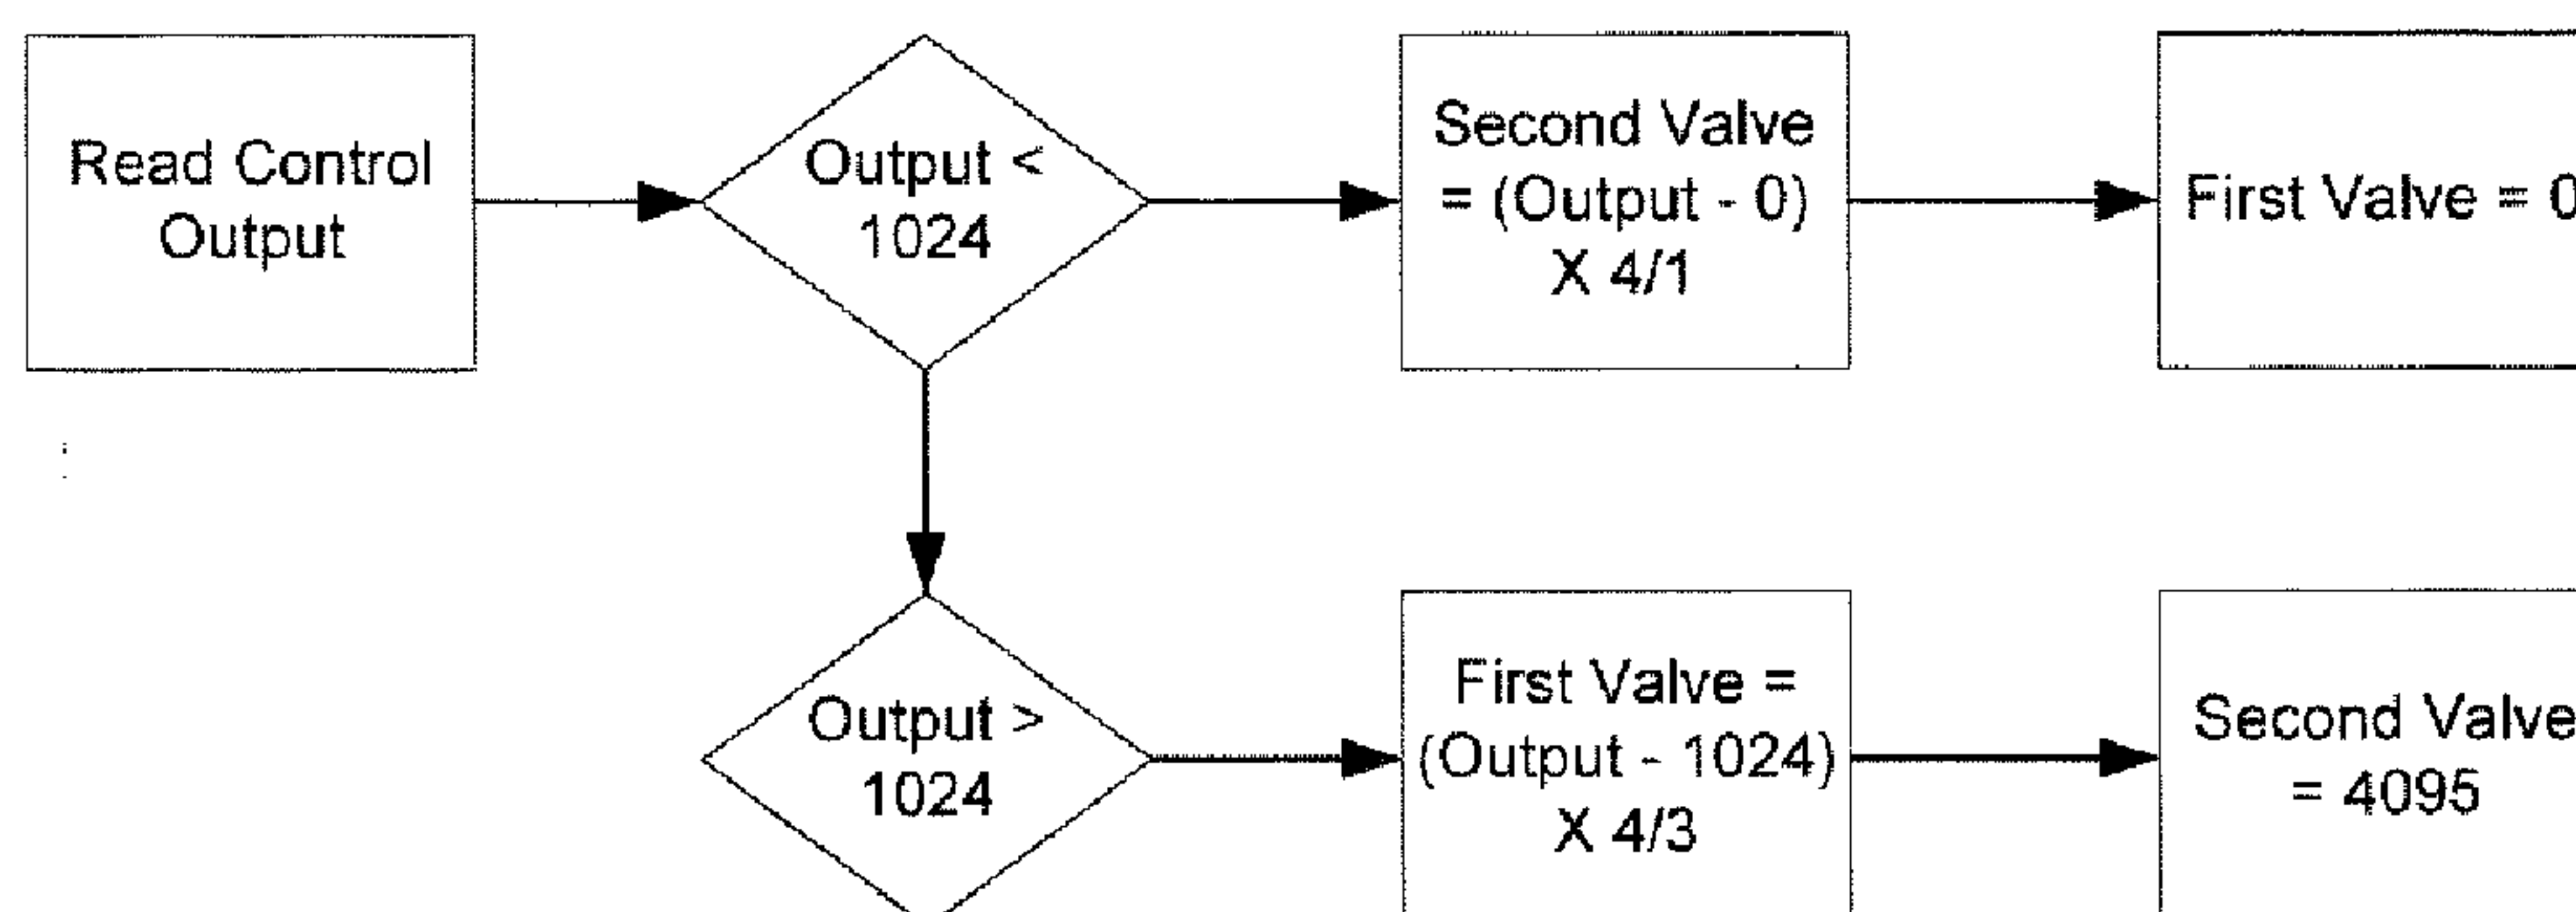 Read Control
Output
Output <
1024
Second Valve
= (Output - 0)
X 4/1
First Valve = 0
Output >
1024
First Valve =
(Output - 1024)
X 4/3
Second Valve
= 4095